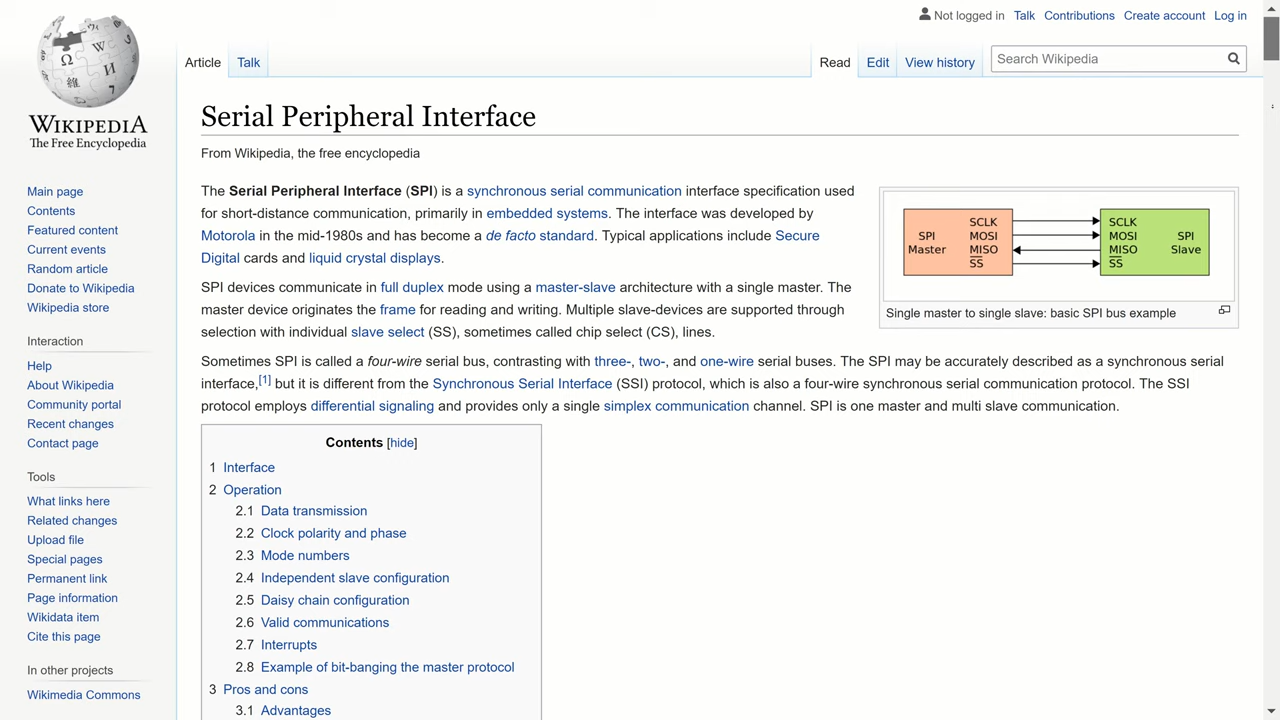 Not logged in Talk Contributions Create account Log in
Article Talk Read Edit View history Search Wikipedia
WIKIPEDIA
The Free Encyclopedia
Main page
Contents
Featured content
Current events
Random article
Donate to Wikipedia
Wikipedia store
Interaction
Help
About Wikipedia
Community portal
Recent changes
Contact page
Tools
What links here
Related changes
Upload file
Special pages
Permanent link
Page information
Wikidata item
Cite this page
In other projects
Wikimedia Commons
Serial Peripheral Interface
From Wikipedia, the free encyclopedia
The Serial Peripheral Interface (SPI) is a synchronous serial communication interface specification used
for short-distance communication, primarily in embedded systems. The interface was developed by
Motorola in the mid-1980s and has become a de facto standard. Typical applications include Secure
Digital cards and liquid crystal displays.
SPI devices communicate in full duplex mode using a master-slave architecture with a single master. The
master device originates the frame for reading and writing. Multiple slave-devices are supported through
selection with individual slave select (SS), sometimes called chip select (CS), lines.
SPI Master
SCLK
MOSI
MISO
SS
SCLK
MOSI
MISO
SS
SPI Slave
Single master to single slave: basic SPI bus example
Sometimes SPI is called a four-wire serial bus, contrasting with three-, two-, and one-wire serial buses. The SPI may be accurately described as a synchronous serial
interface,[1] but it is different from the Synchronous Serial Interface (SSI) protocol, which is also a four-wire synchronous serial communication protocol. The SSI
protocol employs differential signaling and provides only a single simplex communication channel. SPI is one master and multi slave communication.
Contents [hide]
1 Interface
2 Operation
2.1 Data transmission
2.2 Clock polarity and phase
2.3 Mode numbers
2.4 Independent slave configuration
2.5 Daisy chain configuration
2.6 Valid communications
2.7 Interrupts
2.8 Example of bit-banging the master protocol
3 Pros and cons
3.1 Advantages